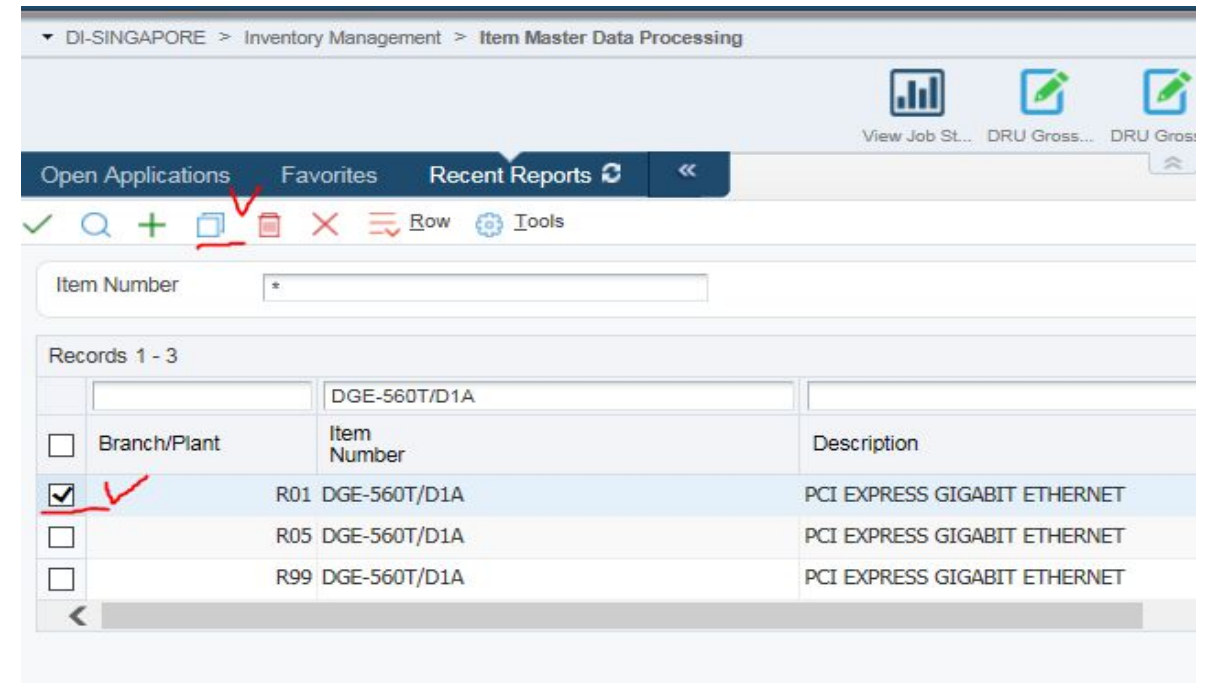 DI-SINGAPORE > Inventory Management > Item Master Data Processing
View Job St... DRU Gross... DRU Gross
Open Applications Favorites Recent Reports
Row Tools
Item Number *
Records 1 - 3
DGE-560T/D1A
Branch/Plant Item Number Description
R01 DGE-560T/D1A PCI EXPRESS GIGABIT ETHERNET
R05 DGE-560T/D1A PCI EXPRESS GIGABIT ETHERNET
R99 DGE-560T/D1A PCI EXPRESS GIGABIT ETHERNET